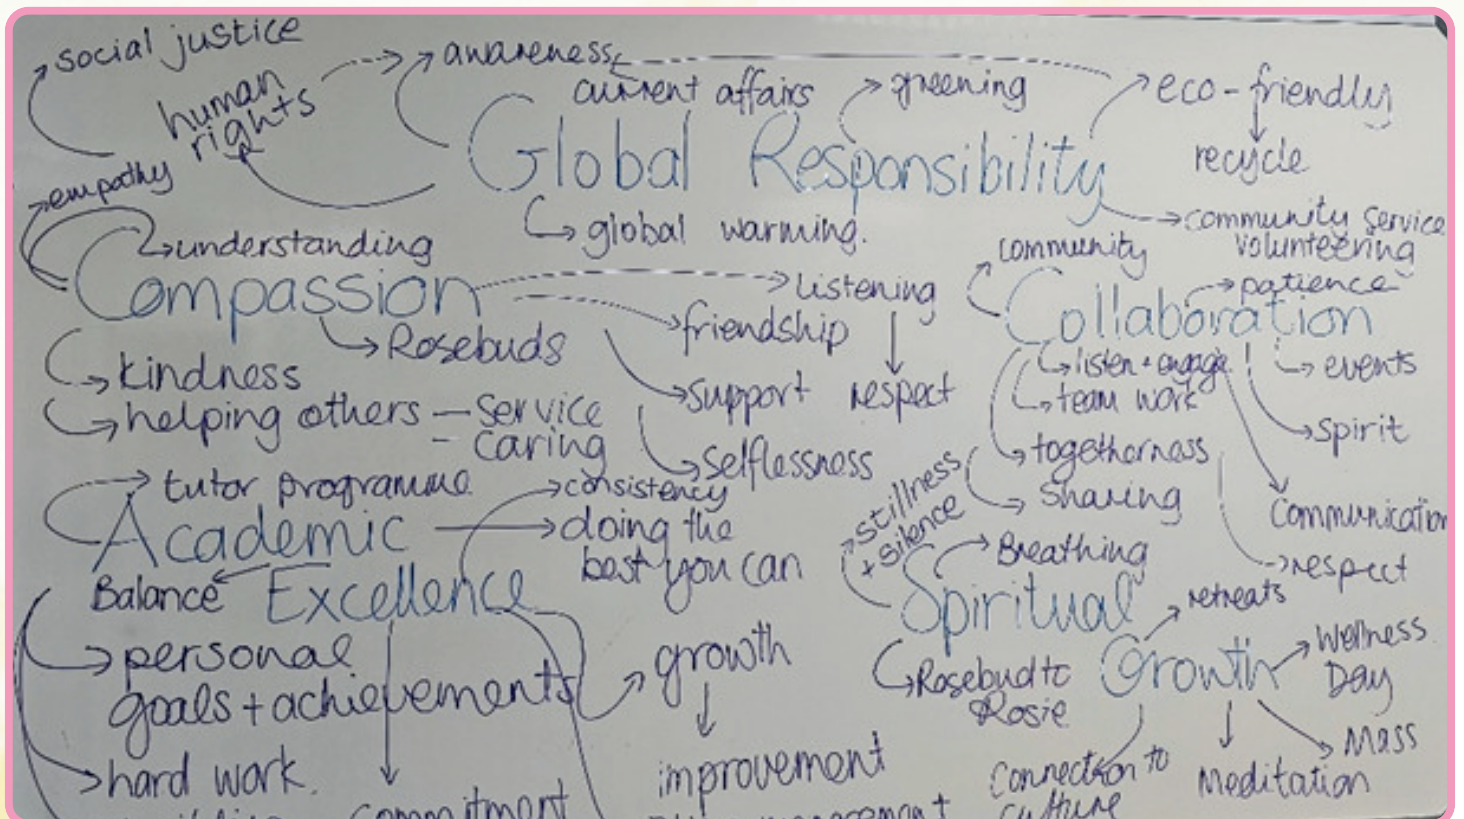 social justice
human
rights
awareness
current affairs
greening
eco-friendly
recycle
Global Responsibility
global warming.
community service
volunteering
empathy
understanding
Compassion
Rosebuds
kindness
helping others — service
– caring
Listening
respect
friendship
support
selflessness
community
patience
Collaboration
listen + engage
team work
togetherness
sharing
events
spirit
communication
respect
tutor programme
Academic
Excellence
consistency
doing the
best you can
Balance
personal
goals + achievements
hard work.
commitment
growth
improvement
stillness
+ silence
Breathing
Spiritual
Growth
retreats
Wellness
Day
Mass
Meditation
Rosebud to
Rosie
Connection to
culture